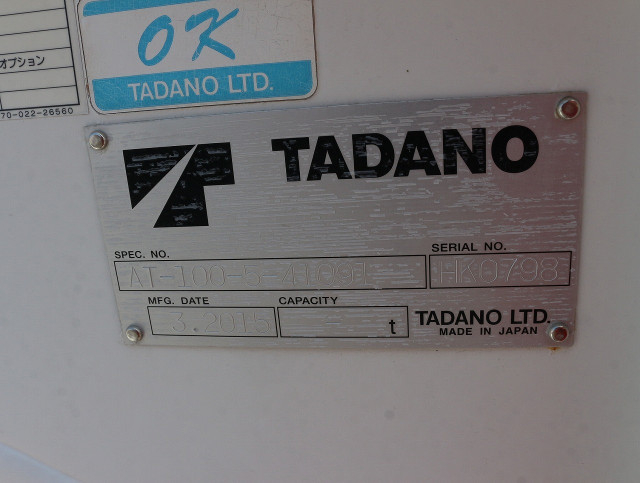 OK
TADANO LTD.
オプション
70-022-26560
TADANO
SPEC. NO.
SERIAL NO.
HK0798
MFG. DATE
CAPACITY
3.2015
t
TADANO LTD.
MADE IN JAPAN